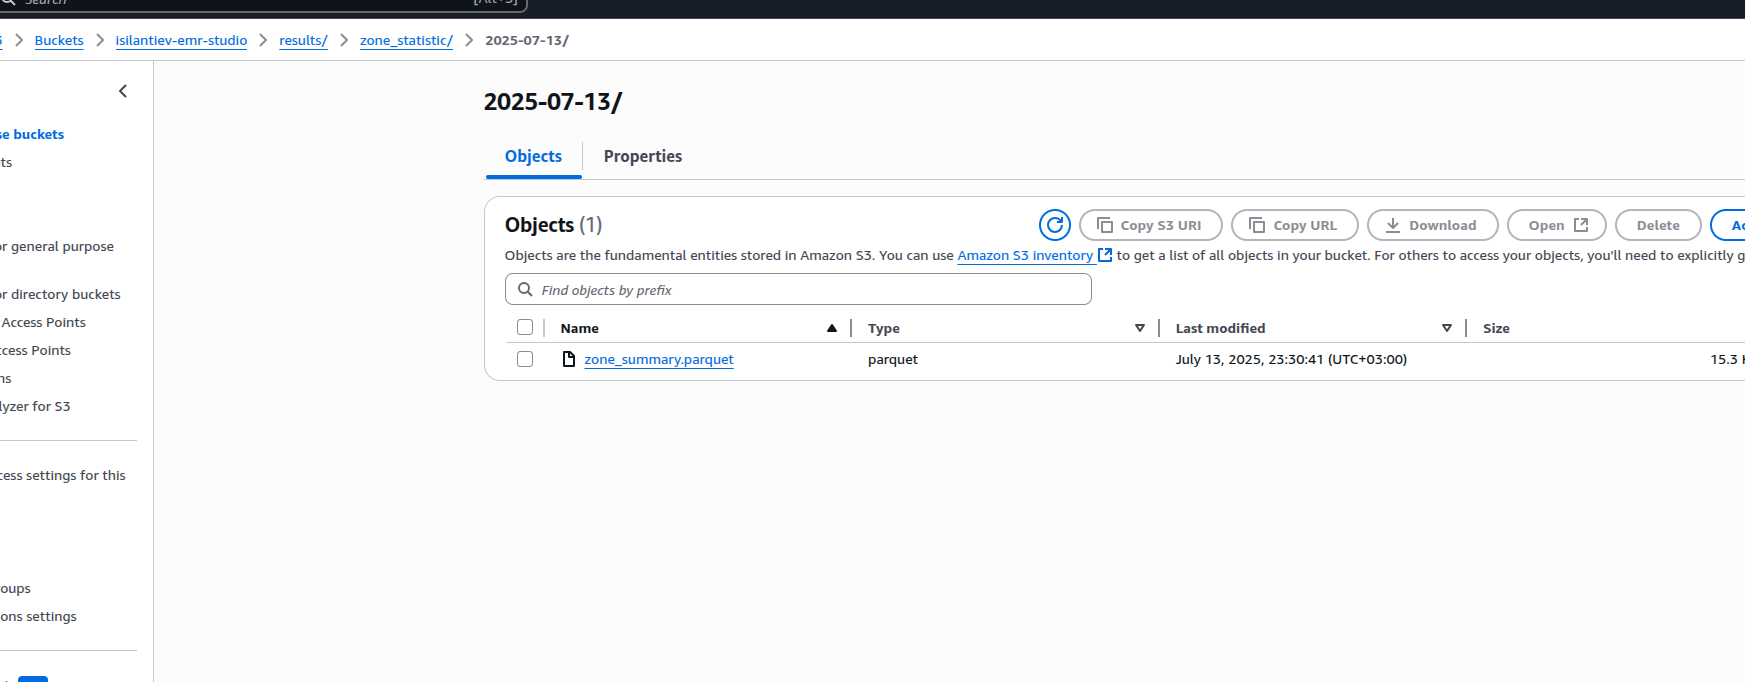 Search
[Alt+S]
Buckets > isilantiev-emr-studio > results/ > zone_statistic/ > 2025-07-13/
2025-07-13/
Objects
Properties
Objects (1)
Copy S3 URI
Copy URL
Download
Open
Delete
Objects are the fundamental entities stored in Amazon S3. You can use Amazon S3 inventory to get a list of all objects in your bucket. For others to access your objects, you'll need to explicitly
Find objects by prefix
Name Type Last modified Size
zone_summary.parquet parquet July 13, 2025, 23:30:41 (UTC+03:00) 15.3
se buckets
ts
or general purpose
or directory buckets
Access Points
ccess Points
ns
lyzer for S3
cess settings for this
oups
ons settings